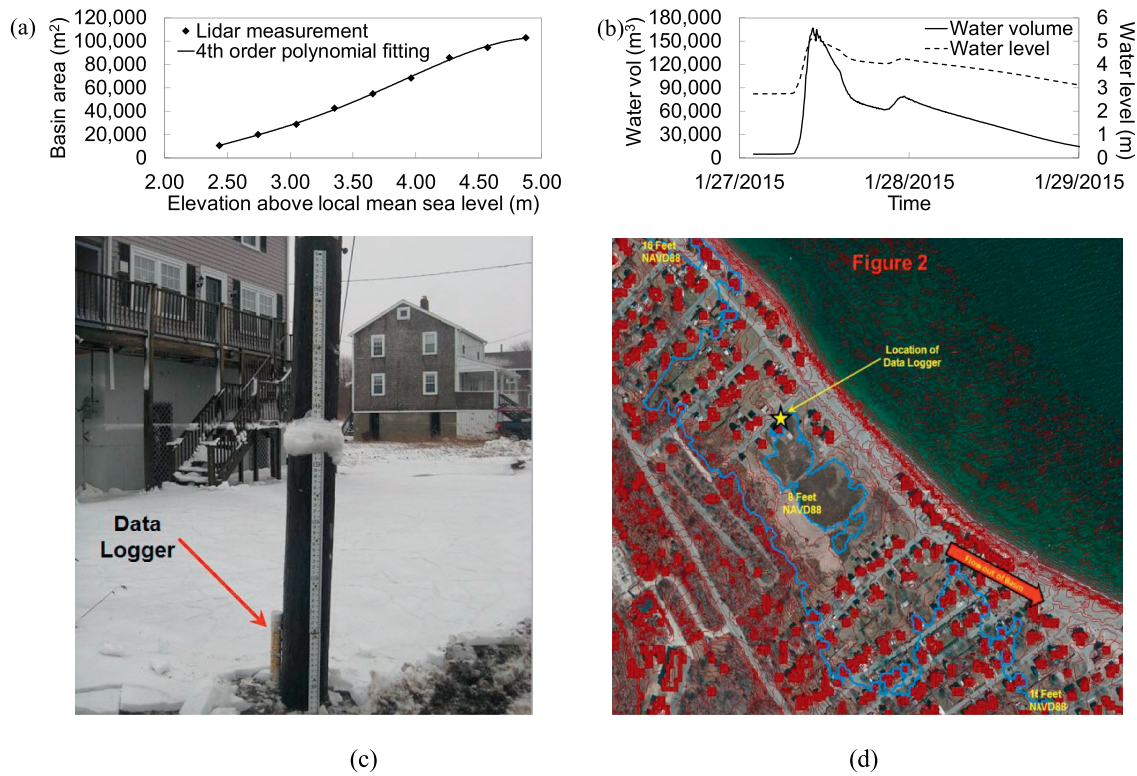 (a)
Basin area (m²)
120,000
100,000
80,000
60,000
40,000
20,000
0
Lidar measurement
4th order polynomial fitting
2.00 2.50 3.00 3.50 4.00 4.50 5.00
Elevation above local mean sea level (m)
(b)
Water vol (m³)
180,000
150,000
120,000
90,000
60,000
30,000
0
Water volume
Water level
6
5
4
3
2
1
0
Water level (m)
1/27/2015 1/28/2015 1/29/2015
Time
Data
Logger
16 Feet
NAVD88
Figure 2
Location of
Data Logger
8 Feet
NAVD88
Flow out of Basin
Feet
NAVD88
(c)
(d)